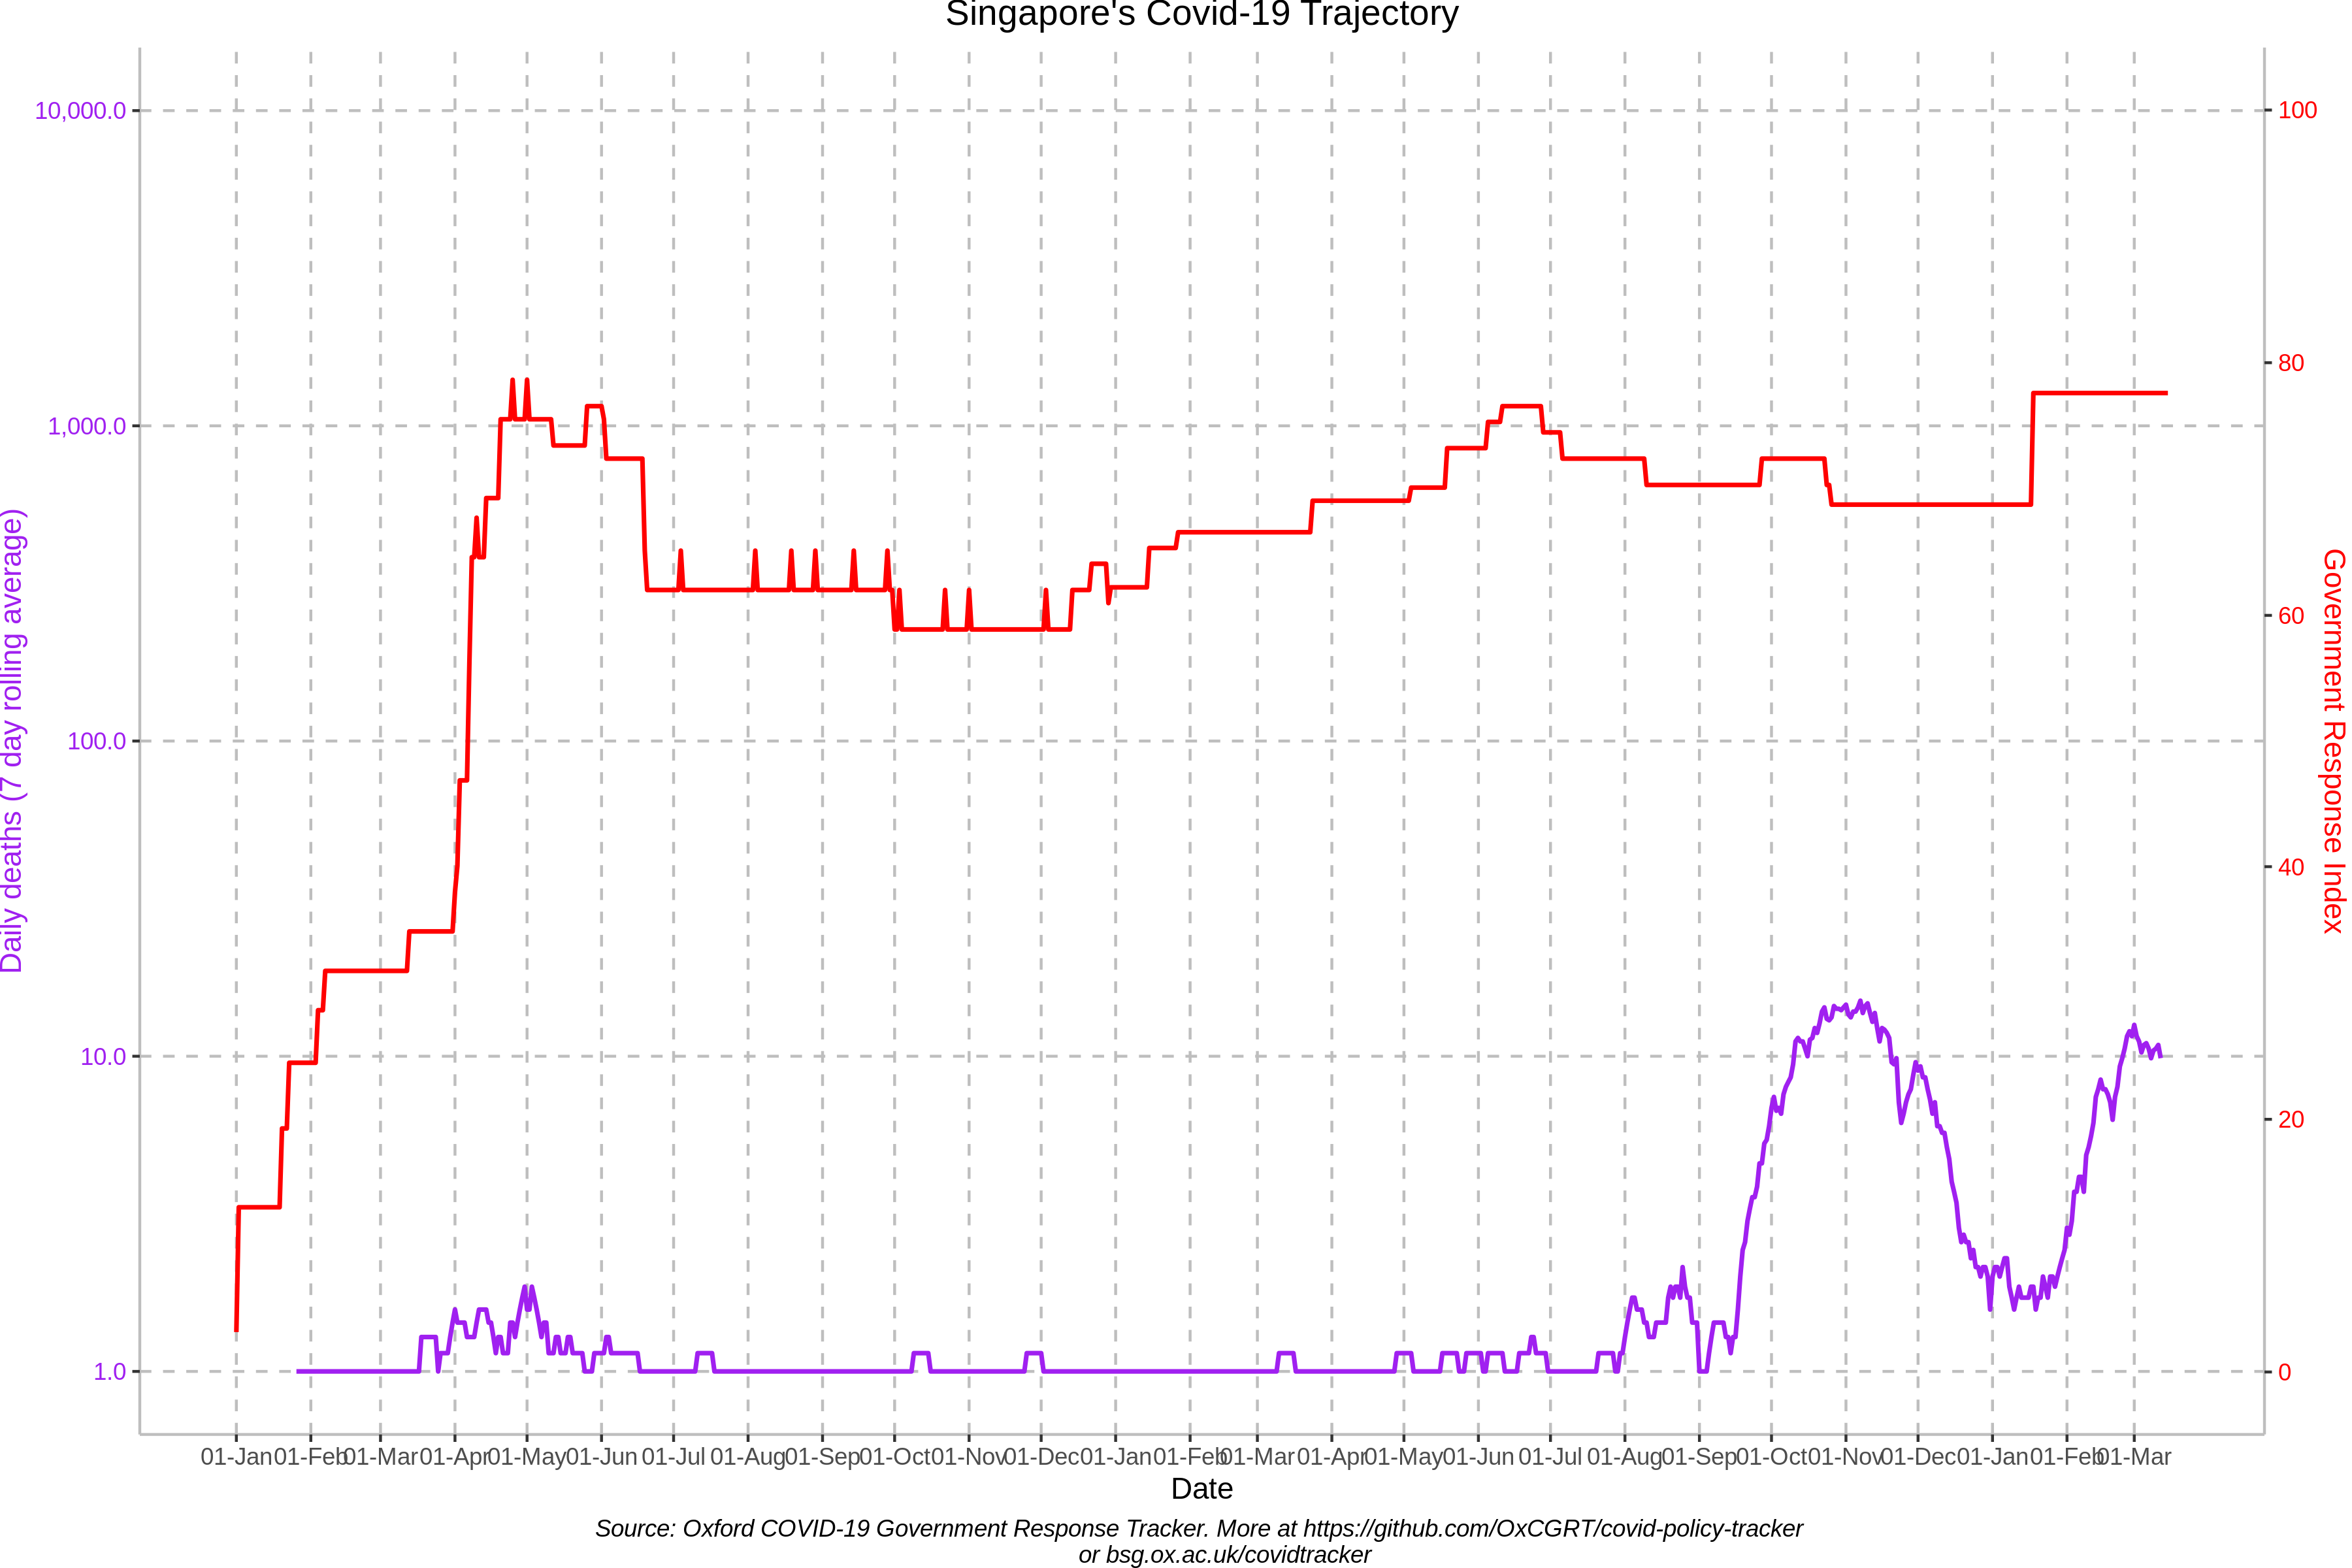 Singapore's Covid-19 Trajectory
Daily deaths (7 day rolling average)
10,000.0
1,000.0
100.0
10.0
1.0
100
80
60
40
20
0
Government Response Index
01-Jan 01-Feb 01-Mar 01-Apr 01-May 01-Jun 01-Jul 01-Aug 01-Sep 01-Oct 01-Nov 01-Dec 01-Jan 01-Feb 01-Mar 01-Apr 01-May 01-Jun 01-Jul 01-Aug 01-Sep 01-Oct 01-Nov 01-Dec 01-Jan 01-Feb 01-Mar
Date
Source: Oxford COVID-19 Government Response Tracker. More at https://github.com/OxCGRT/covid-policy-tracker
or bsg.ox.ac.uk/covidtracker